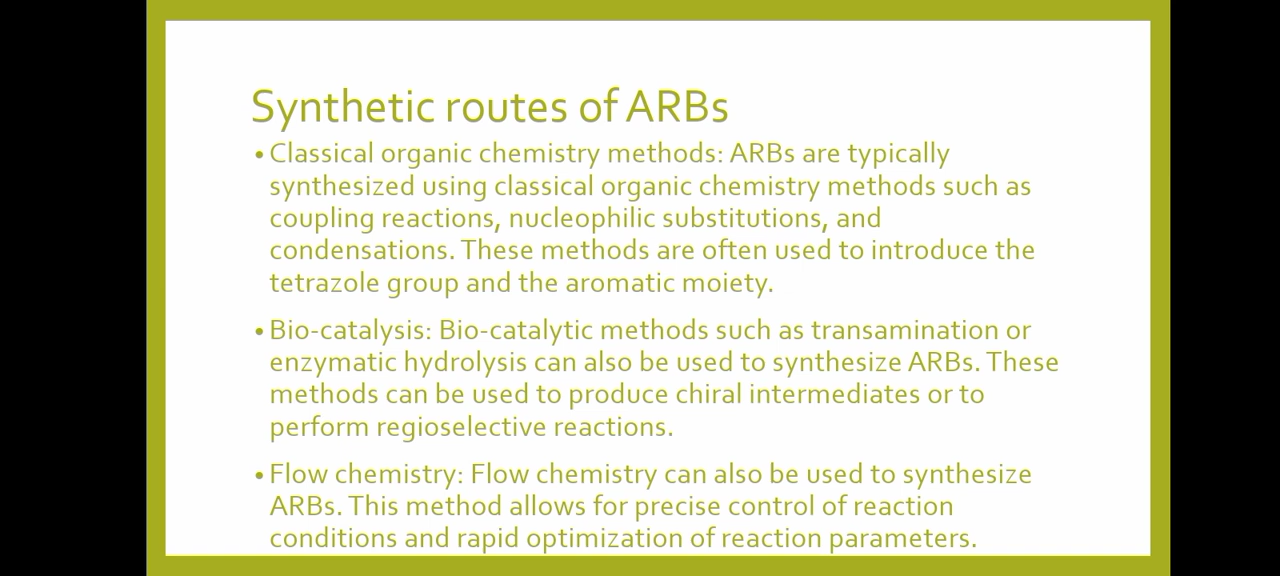 Synthetic routes of ARBs
• Classical organic chemistry methods: ARBs are typically
synthesized using classical organic chemistry methods such as
coupling reactions, nucleophilic substitutions, and
condensations. These methods are often used to introduce the
tetrazole group and the aromatic moiety.
• Bio-catalysis: Bio-catalytic methods such as transamination or
enzymatic hydrolysis can also be used to synthesize ARBs. These
methods can be used to produce chiral intermediates or to
perform regioselective reactions.
• Flow chemistry: Flow chemistry can also be used to synthesize
ARBs. This method allows for precise control of reaction
conditions and rapid optimization of reaction parameters.